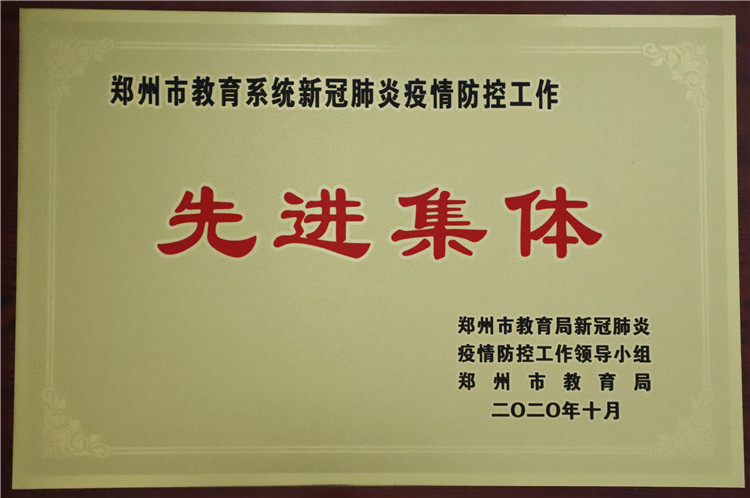 郑州市教育系统新冠肺炎疫情防控工作
先进集体
郑州市教育局新冠肺炎
疫情防控工作领导小组
郑州市教育局
二〇二〇年十月